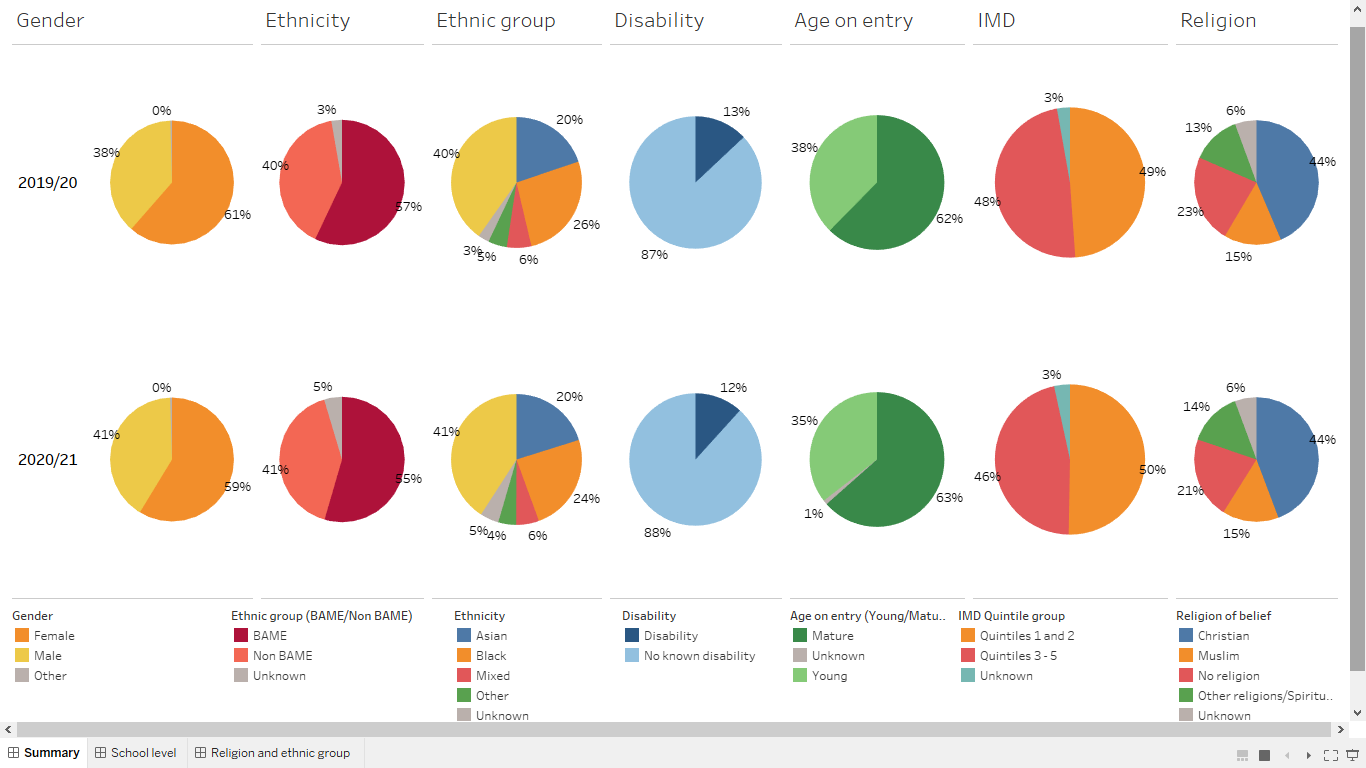 Gender Ethnicity Ethnic group Disability Age on entry IMD Religion
2019/20
0%
38%
61%
3%
40%
57%
20%
40%
26%
3%
5%
6%
13%
87%
38%
62%
3%
49%
48%
6%
13%
44%
23%
15%
2020/21
0%
41%
59%
5%
41%
55%
20%
41%
24%
5%
4%
6%
12%
88%
35%
1%
63%
3%
46%
50%
6%
14%
44%
21%
15%
Gender
Female
Male
Other
Ethnic group (BAME/Non BAME)
BAME
Non BAME
Unknown
Ethnicity
Asian
Black
Mixed
Other
Unknown
Disability
Disability
No known disability
Age on entry (Young/Matu..
Mature
Unknown
Young
IMD Quintile group
Quintiles 1 and 2
Quintiles 3 - 5
Unknown
Religion of belief
Christian
Muslim
No religion
Other religions/Spiritu..
Unknown
Summary School level Religion and ethnic group